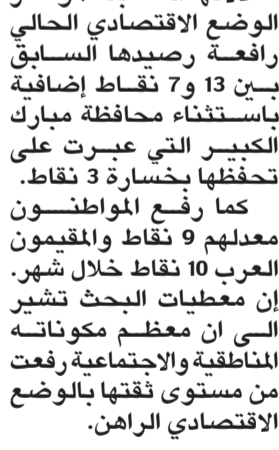 الوضع الاقتصادي الحالي
رافعة رصيدها السابق
بين 13 و7 نقاط إضافية
باستثناء محافظة مبارك
الكبير التي عبرت على
تحفظها بخسارة 3 نقاط.
كما رفع المواطنون
معدلهم 9 نقاط والمقيمون
العرب 10 نقاط خلال شهر.
إن معطيات البحث تشير
الى ان معظم مكوناته
المناطقية والاجتماعية رفعت
من مستوى ثقتها بالوضع
الاقتصادي الراهن.